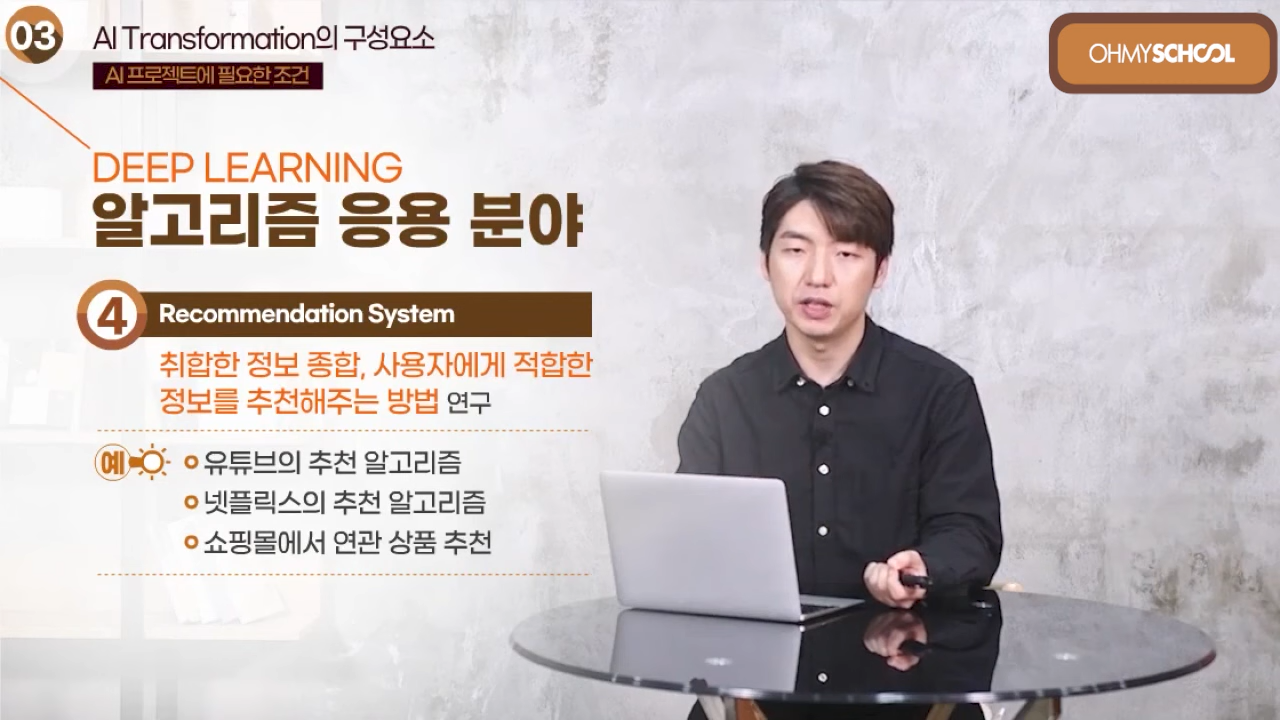 03
AI Transformation의 구성요소
AI 프로젝트에 필요한 조건
OHMYSCHOOL
DEEP LEARNING
알고리즘 응용 분야
4
Recommendation System
취합한 정보 종합, 사용자에게 적합한
정보를 추천해주는 방법 연구
예
유튜브의 추천 알고리즘
넷플릭스의 추천 알고리즘
쇼핑몰에서 연관 상품 추천